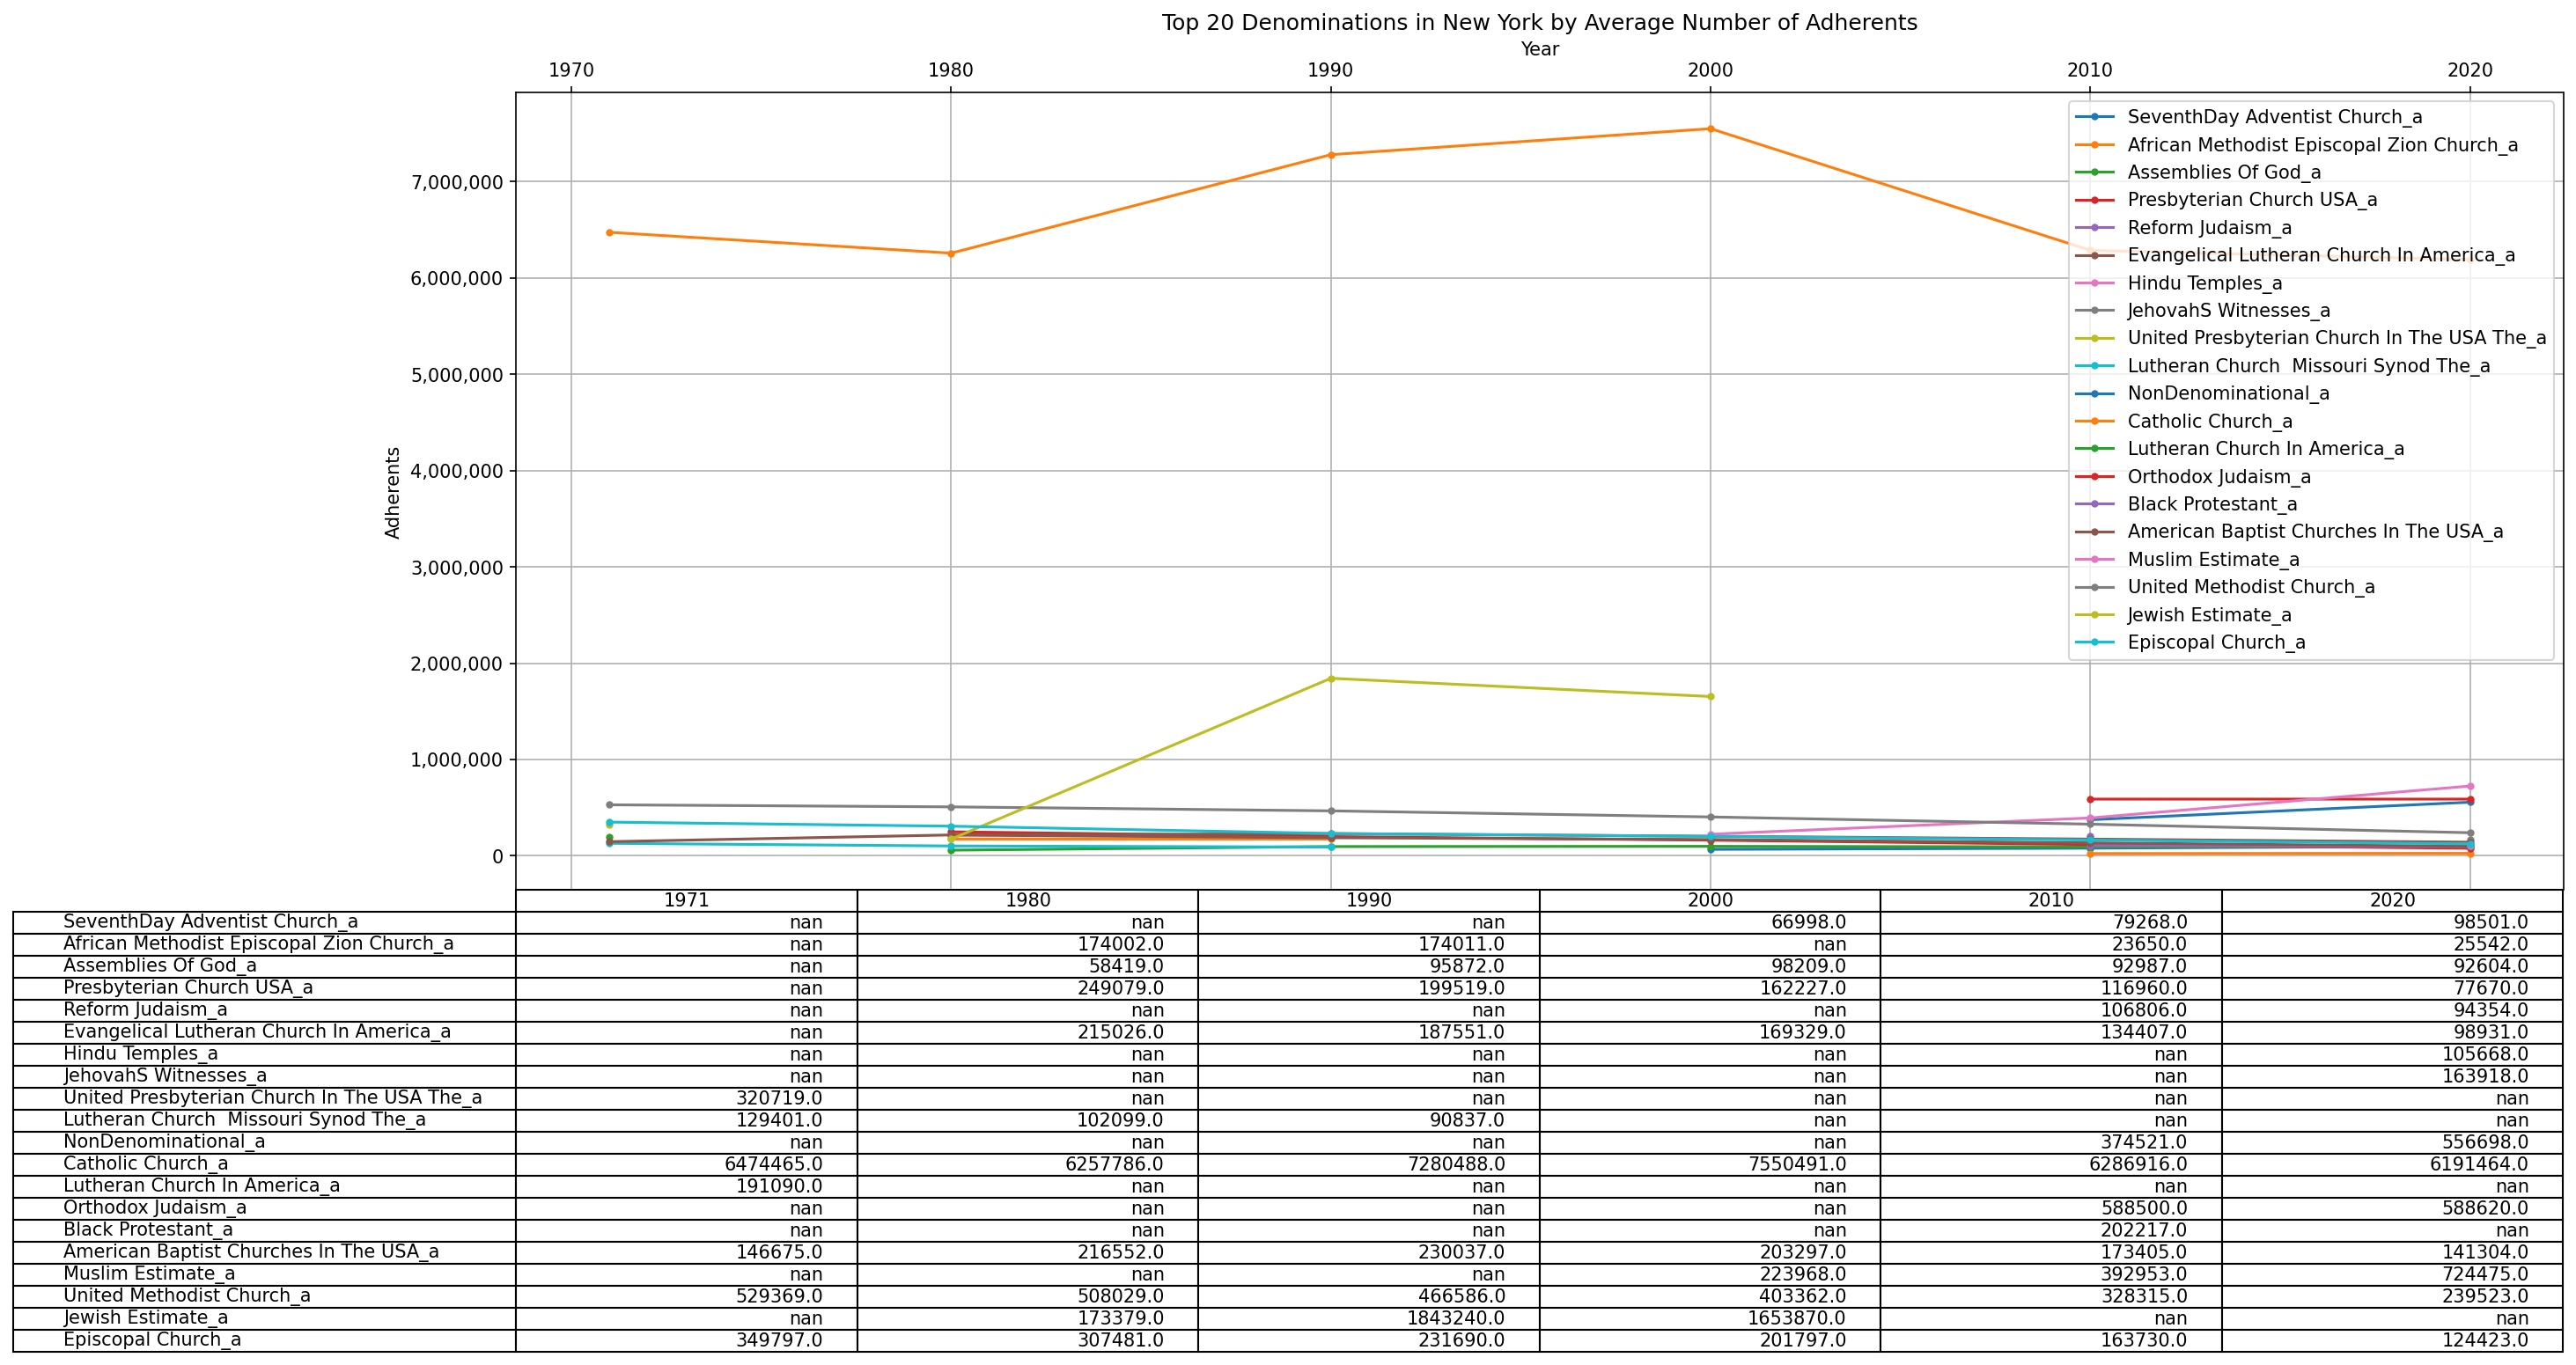 Top 20 Denominations in New York by Average Number of Adherents
Year
1970 1980 1990 2000 2010 2020
7,000,000
6,000,000
5,000,000
4,000,000
3,000,000
2,000,000
1,000,000
0
Adherents
SeventhDay Adventist Church_a
African Methodist Episcopal Zion Church_a
Assemblies Of God_a
Presbyterian Church USA_a
Reform Judaism_a
Evangelical Lutheran Church In America_a
Hindu Temples_a
JehovahS Witnesses_a
United Presbyterian Church In The USA The_a
Lutheran Church  Missouri Synod The_a
NonDenominational_a
Catholic Church_a
Lutheran Church In America_a
Orthodox Judaism_a
Black Protestant_a
American Baptist Churches In The USA_a
Muslim Estimate_a
United Methodist Church_a
Jewish Estimate_a
Episcopal Church_a
1971 1980 1990 2000 2010 2020
SeventhDay Adventist Church_a nan nan nan 66998.0 79268.0 98501.0
African Methodist Episcopal Zion Church_a nan 174002.0 174011.0 nan 23650.0 25542.0
Assemblies Of God_a nan 58419.0 95872.0 98209.0 92987.0 92604.0
Presbyterian Church USA_a nan 249079.0 199519.0 162227.0 116960.0 77670.0
Reform Judaism_a nan nan nan nan 106806.0 94354.0
Evangelical Lutheran Church In America_a nan 215026.0 187551.0 169329.0 134407.0 98931.0
Hindu Temples_a nan nan nan nan nan 105668.0
JehovahS Witnesses_a nan nan nan nan nan 163918.0
United Presbyterian Church In The USA The_a 320719.0 nan nan nan nan nan
Lutheran Church  Missouri Synod The_a 129401.0 102099.0 90837.0 nan nan nan
NonDenominational_a nan nan nan nan 374521.0 556698.0
Catholic Church_a 6474465.0 6257786.0 7280488.0 7550491.0 6286916.0 6191464.0
Lutheran Church In America_a 191090.0 nan nan nan nan nan
Orthodox Judaism_a nan nan nan nan 588500.0 588620.0
Black Protestant_a nan nan nan nan 202217.0 nan
American Baptist Churches In The USA_a 146675.0 216552.0 230037.0 203297.0 173405.0 141304.0
Muslim Estimate_a nan nan nan 223968.0 392953.0 724475.0
United Methodist Church_a 529369.0 508029.0 466586.0 403362.0 328315.0 239523.0
Jewish Estimate_a nan 173379.0 1843240.0 1653870.0 nan nan
Episcopal Church_a 349797.0 307481.0 231690.0 201797.0 163730.0 124423.0